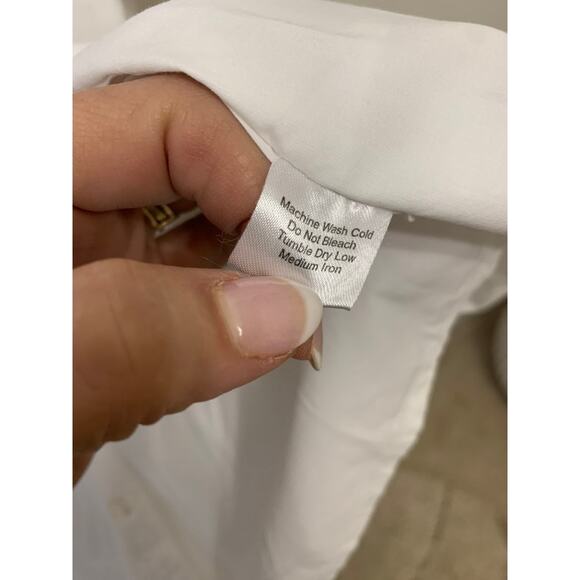 Machine Wash Cold
Do Not Bleach
Tumble Dry Low
Medium Iron